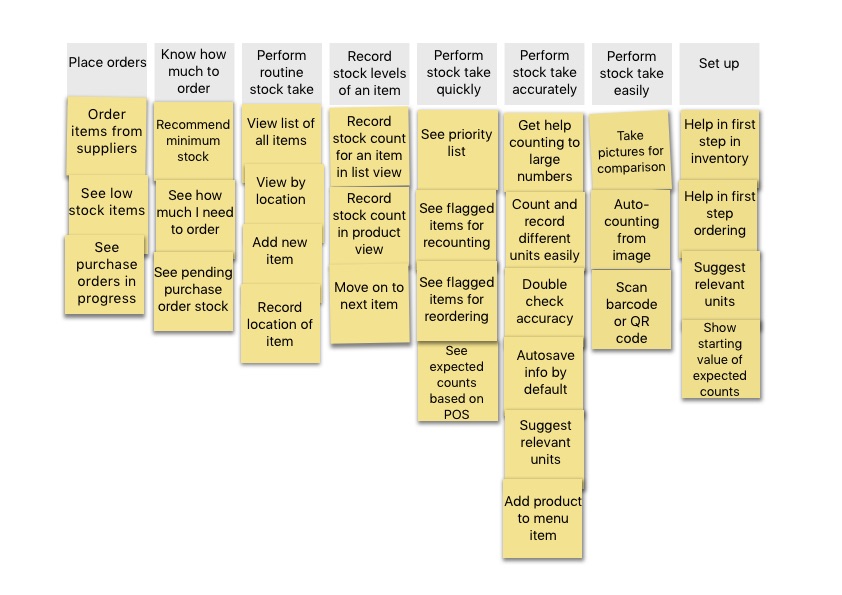 Place orders
Order
items from
suppliers
See low
stock items
See
purchase
orders in
progress
Know how
much to
order
Recommend
minimum
stock
See how
much I need
to order
See pending
purchase
order stock
Perform
routine
stock take
View list of
all items
View by
location
Add new
item
Record
location of
item
Record
stock levels
of an item
Record
stock count
for an item
in list view
Record
stock count
in product
view
Move on to
next item
Perform
stock take
quickly
See priority
list
See flagged
items for
recounting
See flagged
items for
reordering
See
expected
counts
based on
POS
Perform
stock take
accurately
Get help
counting to
large
numbers
Count and
record
different
units easily
Double
check
accuracy
Autosave
info by
default
Suggest
relevant
units
Add product
to menu
item
Perform
stock take
easily
Take
pictures for
comparison
Auto-
counting
from
image
Scan
barcode
or QR
code
Set up
Help in first
step in
inventory
Help in first
step
ordering
Suggest
relevant
units
Show
starting
value of
expected
counts